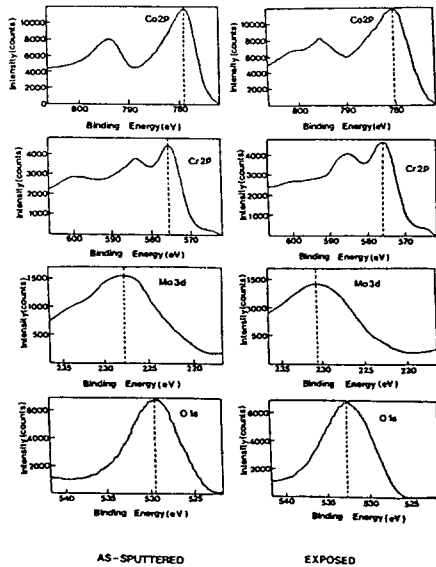 10000
8000
6000
4000
2000
Intensity (counts)
Co2P
800 790 780
Binding Energy (eV)
10000
8000
6000
4000
2000
Intensity (counts)
Co2P
800 790 780
Binding Energy (eV)
4000
3000
2000
1000
Intensity (counts)
Cr2P
600 590 580 570
Binding Energy (eV)
4000
3000
2000
1000
Intensity (counts)
Cr2P
600 590 580 570
Binding Energy (eV)
1500
1000
500
Intensity (counts)
Mo3d
235 230 225 220
Binding Energy (eV)
1500
1000
500
Intensity (counts)
Mo3d
235 230 225 220
Binding Energy (eV)
6000
4000
2000
Intensity (counts)
O1s
540 535 530 525
Binding Energy (eV)
6000
4000
2000
Intensity (counts)
O1s
540 535 530 525
Binding Energy (eV)
AS-SPUTTERED EXPOSED